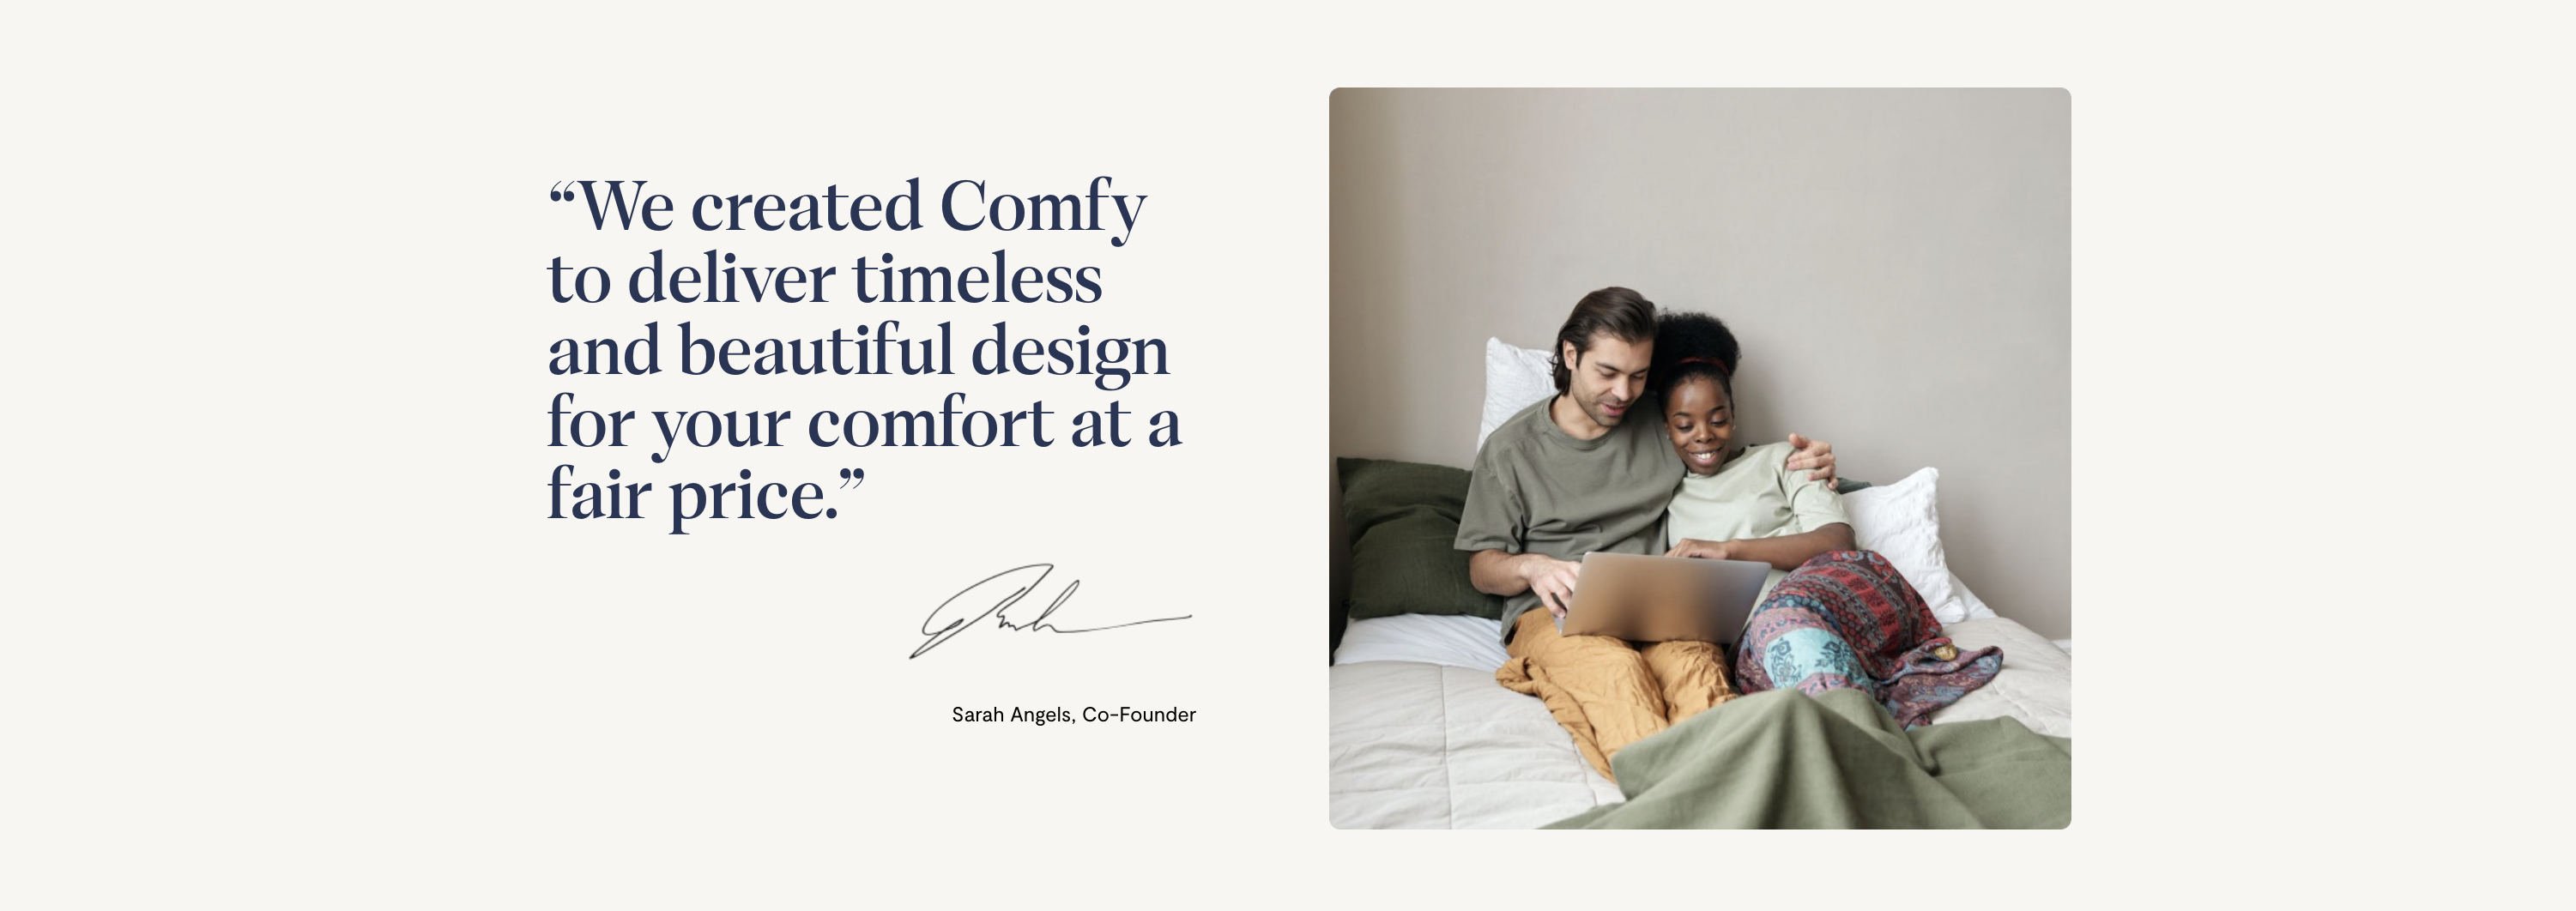 “We created Comfy
to deliver timeless
and beautiful design
for your comfort at a
fair price.”
Sarah Angels, Co-Founder